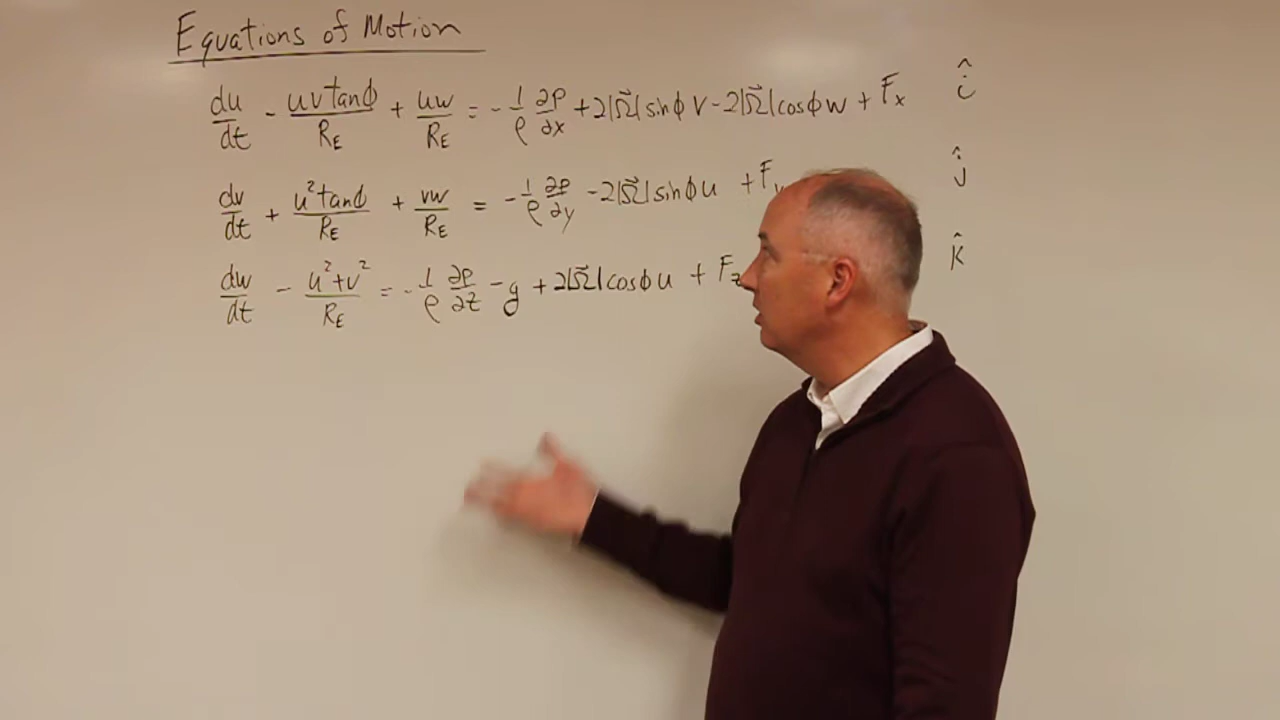 Equations of Motion
du/dt - uv tanϕ/R_E + uw/R_E = - 1/ρ ∂P/∂x + 2|Ω⃗| sinϕ v - 2|Ω⃗| cosϕ w + F_x î
dv/dt + u² tanϕ/R_E + vw/R_E = - 1/ρ ∂P/∂y - 2|Ω⃗| sinϕ u + F ĵ
dw/dt - u² + v²/R_E = - 1/ρ ∂P/∂z - g + 2|Ω⃗| cosϕ u + F_z k̂